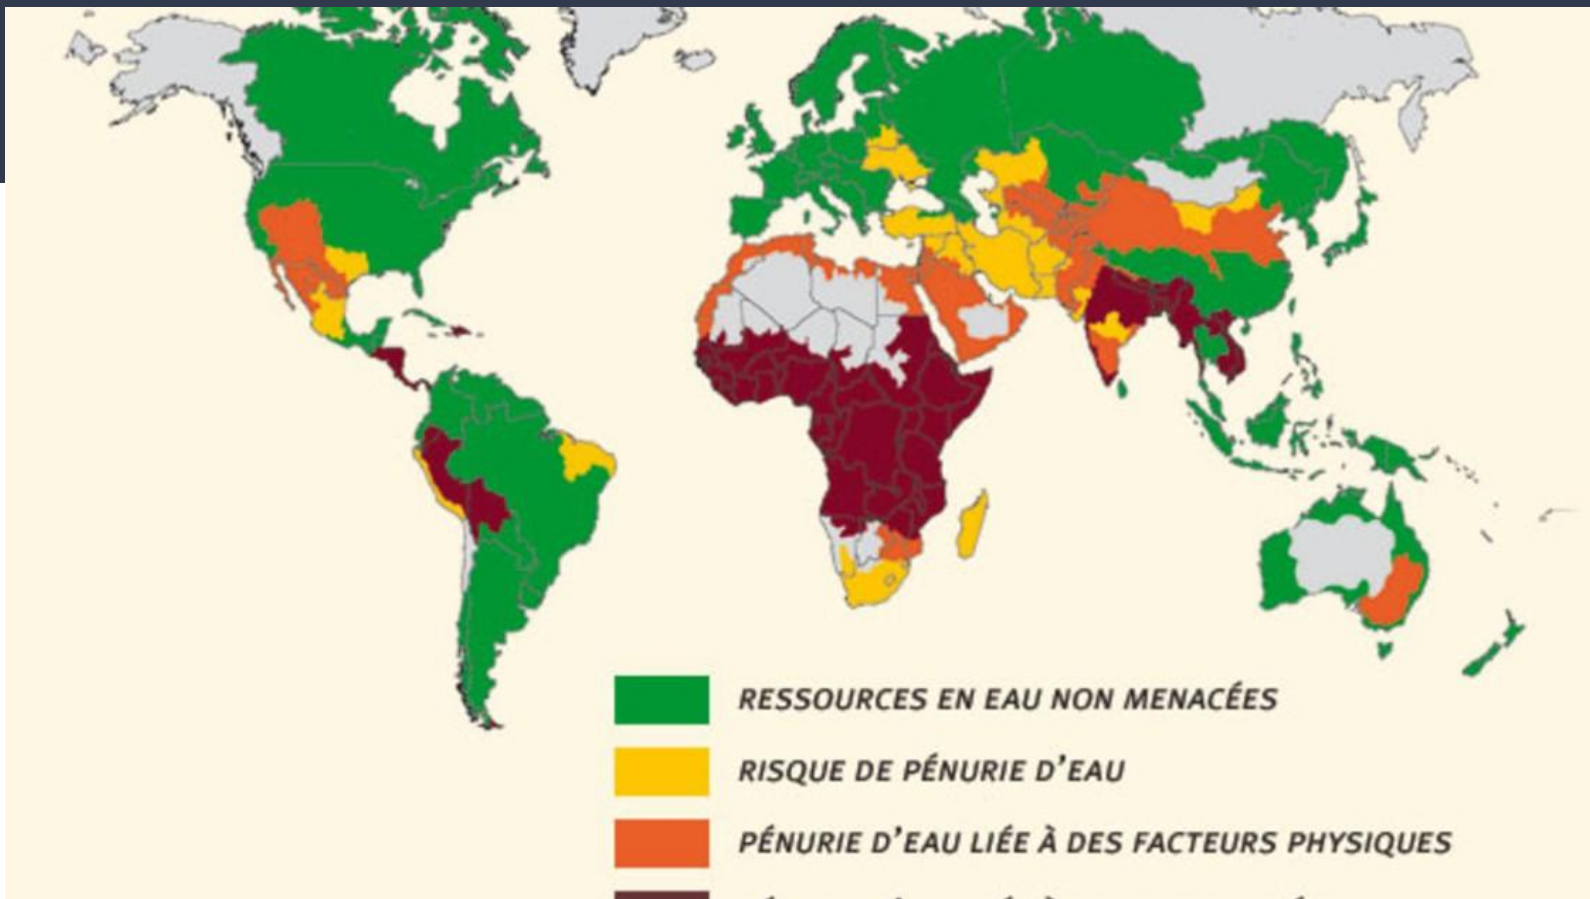 RESSOURCES EN EAU NON MENACÉES
RISQUE DE PÉNURIE D'EAU
PÉNURIE D'EAU LIÉE À DES FACTEURS PHYSIQUES